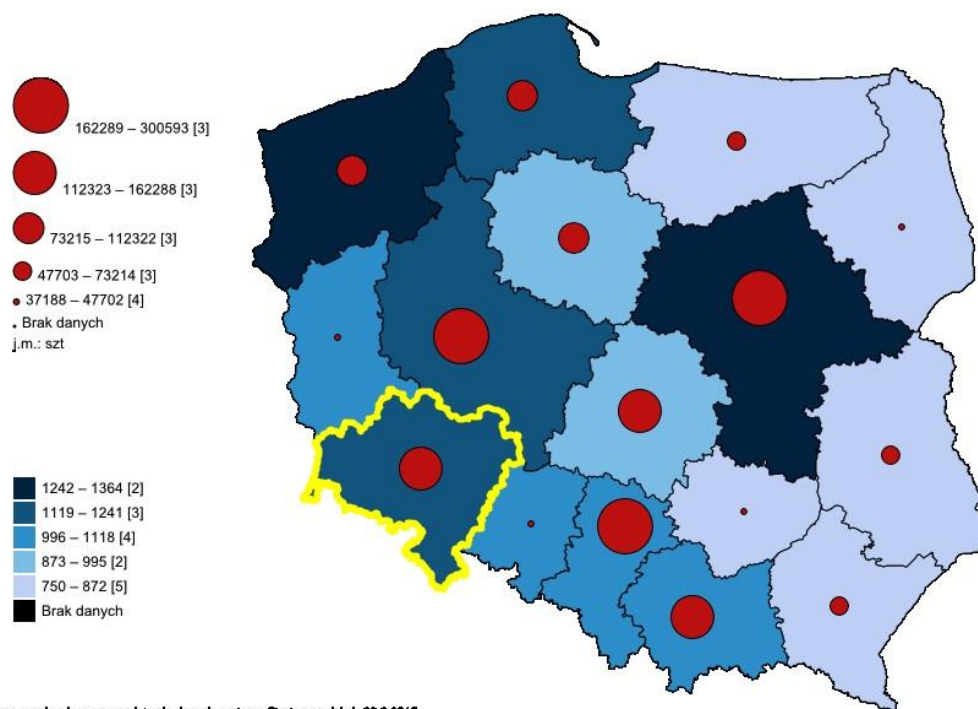 162289 – 300593 [3]
112323 – 162288 [3]
73215 – 112322 [3]
47703 – 73214 [3]
37188 – 47702 [4]
Brak danych
j.m.: szt
1242 – 1364 [2]
1119 – 1241 [3]
996 – 1118 [4]
873 – 995 [2]
750 – 872 [5]
Brak danych